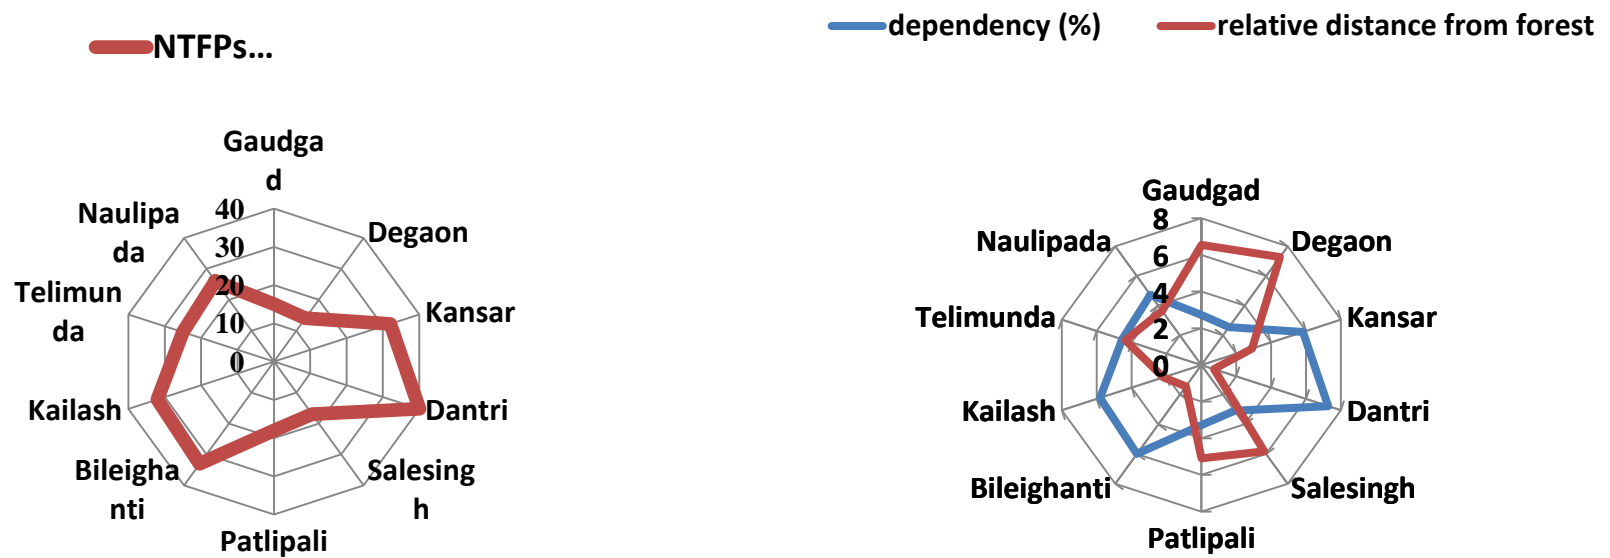 NTFPs...
Gaudga
d
40
30
20
10
0
Degaon
Kansar
Dantri
Salesing
h
Patlipali
Bileigha
nti
Kailash
Telimun
da
Naulipa
da
dependency (%)
relative distance from forest
Gaudgad
8
6
4
2
0
Degaon
Kansar
Dantri
Salesingh
Patlipali
Bileighanti
Kailash
Telimunda
Naulipada